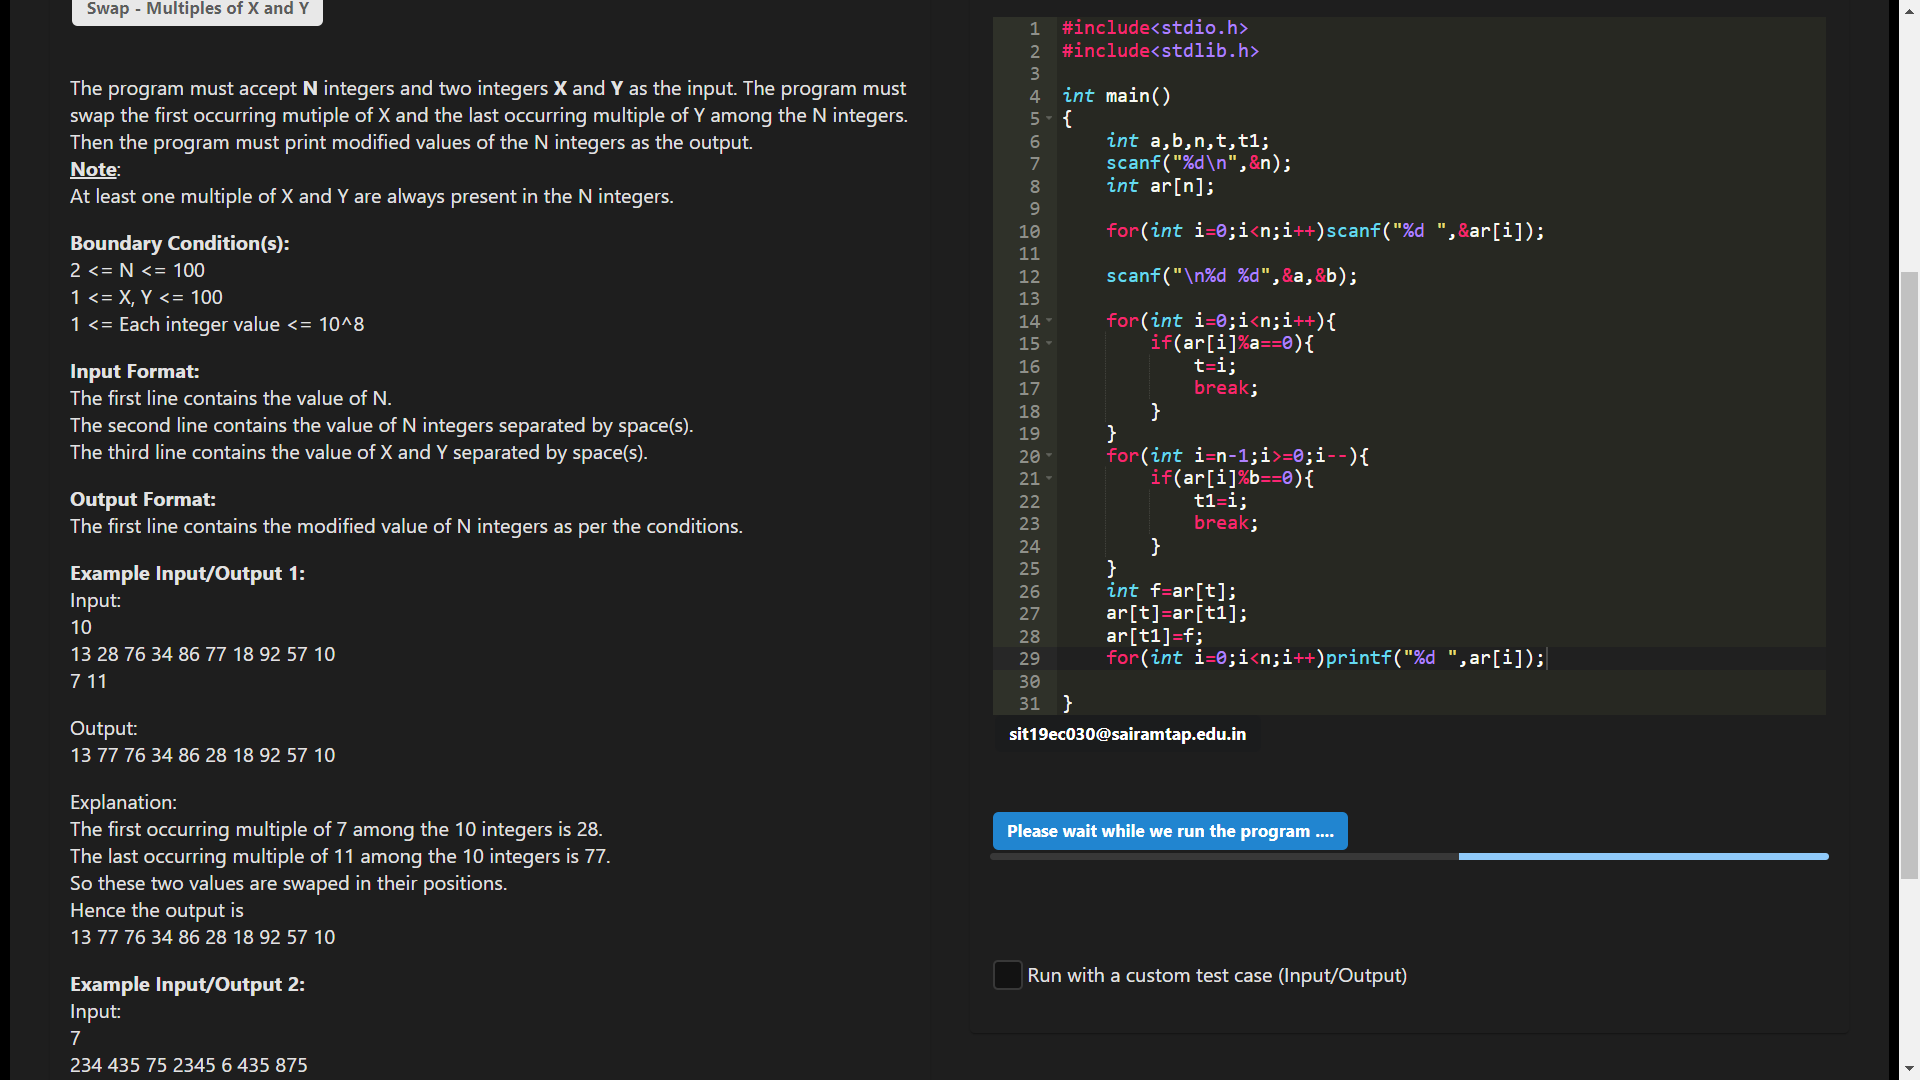 Swap - Multiples of X and Y
The program must accept N integers and two integers X and Y as the input. The program must
swap the first occurring mutiple of X and the last occurring multiple of Y among the N integers.
Then the program must print modified values of the N integers as the output.
Note:
At least one multiple of X and Y are always present in the N integers.
Boundary Condition(s):
2 <= N <= 100
1 <= X, Y <= 100
1 <= Each integer value <= 10^8
Input Format:
The first line contains the value of N.
The second line contains the value of N integers separated by space(s).
The third line contains the value of X and Y separated by space(s).
Output Format:
The first line contains the modified value of N integers as per the conditions.
Example Input/Output 1:
Input:
10
13 28 76 34 86 77 18 92 57 10
7 11
Output:
13 77 76 34 86 28 18 92 57 10
Explanation:
The first occurring multiple of 7 among the 10 integers is 28.
The last occurring multiple of 11 among the 10 integers is 77.
So these two values are swaped in their positions.
Hence the output is
13 77 76 34 86 28 18 92 57 10
Example Input/Output 2:
Input:
7
234 435 75 2345 6 435 875
1 #include<stdio.h>
2 #include<stdlib.h>
3
4 int main()
5 {
6 int a,b,n,t,t1;
7 scanf("%d\n",&n);
8 int ar[n];
9
10 for(int i=0;i<n;i++)scanf("%d ",&ar[i]);
11
12 scanf("\n%d %d",&a,&b);
13
14 for(int i=0;i<n;i++){
15 if(ar[i]%a==0){
16 t=i;
17 break;
18 }
19 }
20 for(int i=n-1;i>=0;i--){
21 if(ar[i]%b==0){
22 t1=i;
23 break;
24 }
25 }
26 int f=ar[t];
27 ar[t]=ar[t1];
28 ar[t1]=f;
29 for(int i=0;i<n;i++)printf("%d ",ar[i]);
30
31 }
sit19ec030@sairamtap.edu.in
Please wait while we run the program ....
Run with a custom test case (Input/Output)